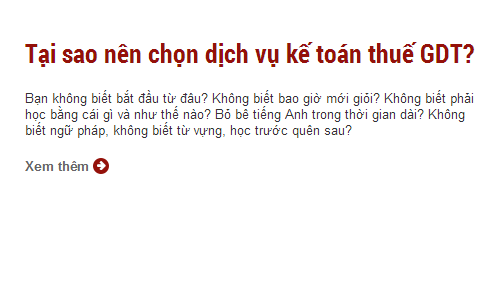 Tại sao nên chọn dịch vụ kế toán thuế GDT?
Bạn không biết bắt đầu từ đâu? Không biết bao giờ mới giỏi? Không biết phải
học bằng cái gì và như thế nào? Bỏ bê tiếng Anh trong thời gian dài? Không
biết ngữ pháp, không biết từ vựng, học trước quên sau?
Xem thêm